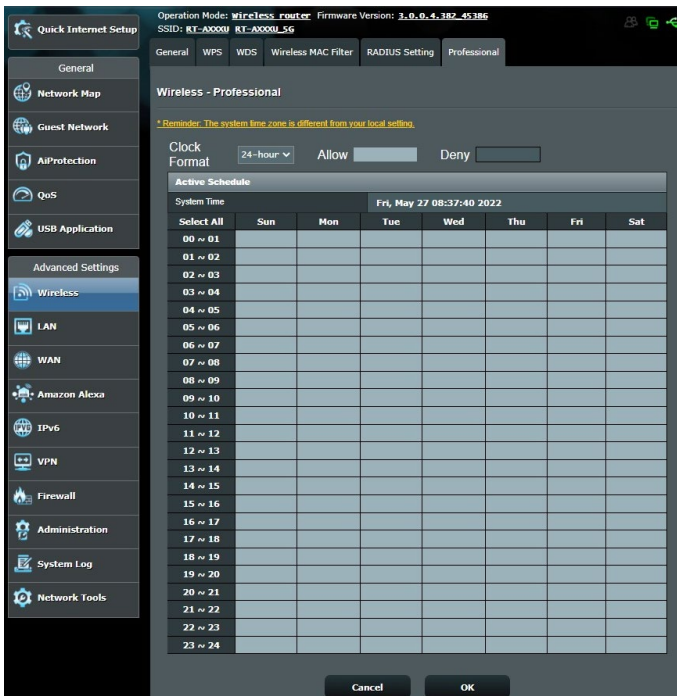 Quick Internet Setup
General
Network Map
Guest Network
AiProtection
QoS
USB Application
Advanced Settings
Wireless
LAN
WAN
Amazon Alexa
IPv6
VPN
Firewall
Administration
System Log
Network Tools
Operation Mode: Wireless router Firmware Version: 3.0.0.4.382_45386
SSID: RT-AXXXU RT-AXXXU_5G
General WPS WDS Wireless MAC Filter RADIUS Setting Professional
Wireless - Professional
* Reminder: The system time zone is different from your local setting.
Clock Format 24-hour Allow Deny
Active Schedule
System Time Fri, May 27 08:37:40 2022
Select All Sun Mon Tue Wed Thu Fri Sat
00 ~ 01
01 ~ 02
02 ~ 03
03 ~ 04
04 ~ 05
05 ~ 06
06 ~ 07
07 ~ 08
08 ~ 09
09 ~ 10
10 ~ 11
11 ~ 12
12 ~ 13
13 ~ 14
14 ~ 15
15 ~ 16
16 ~ 17
17 ~ 18
18 ~ 19
19 ~ 20
20 ~ 21
21 ~ 22
22 ~ 23
23 ~ 24
Cancel OK